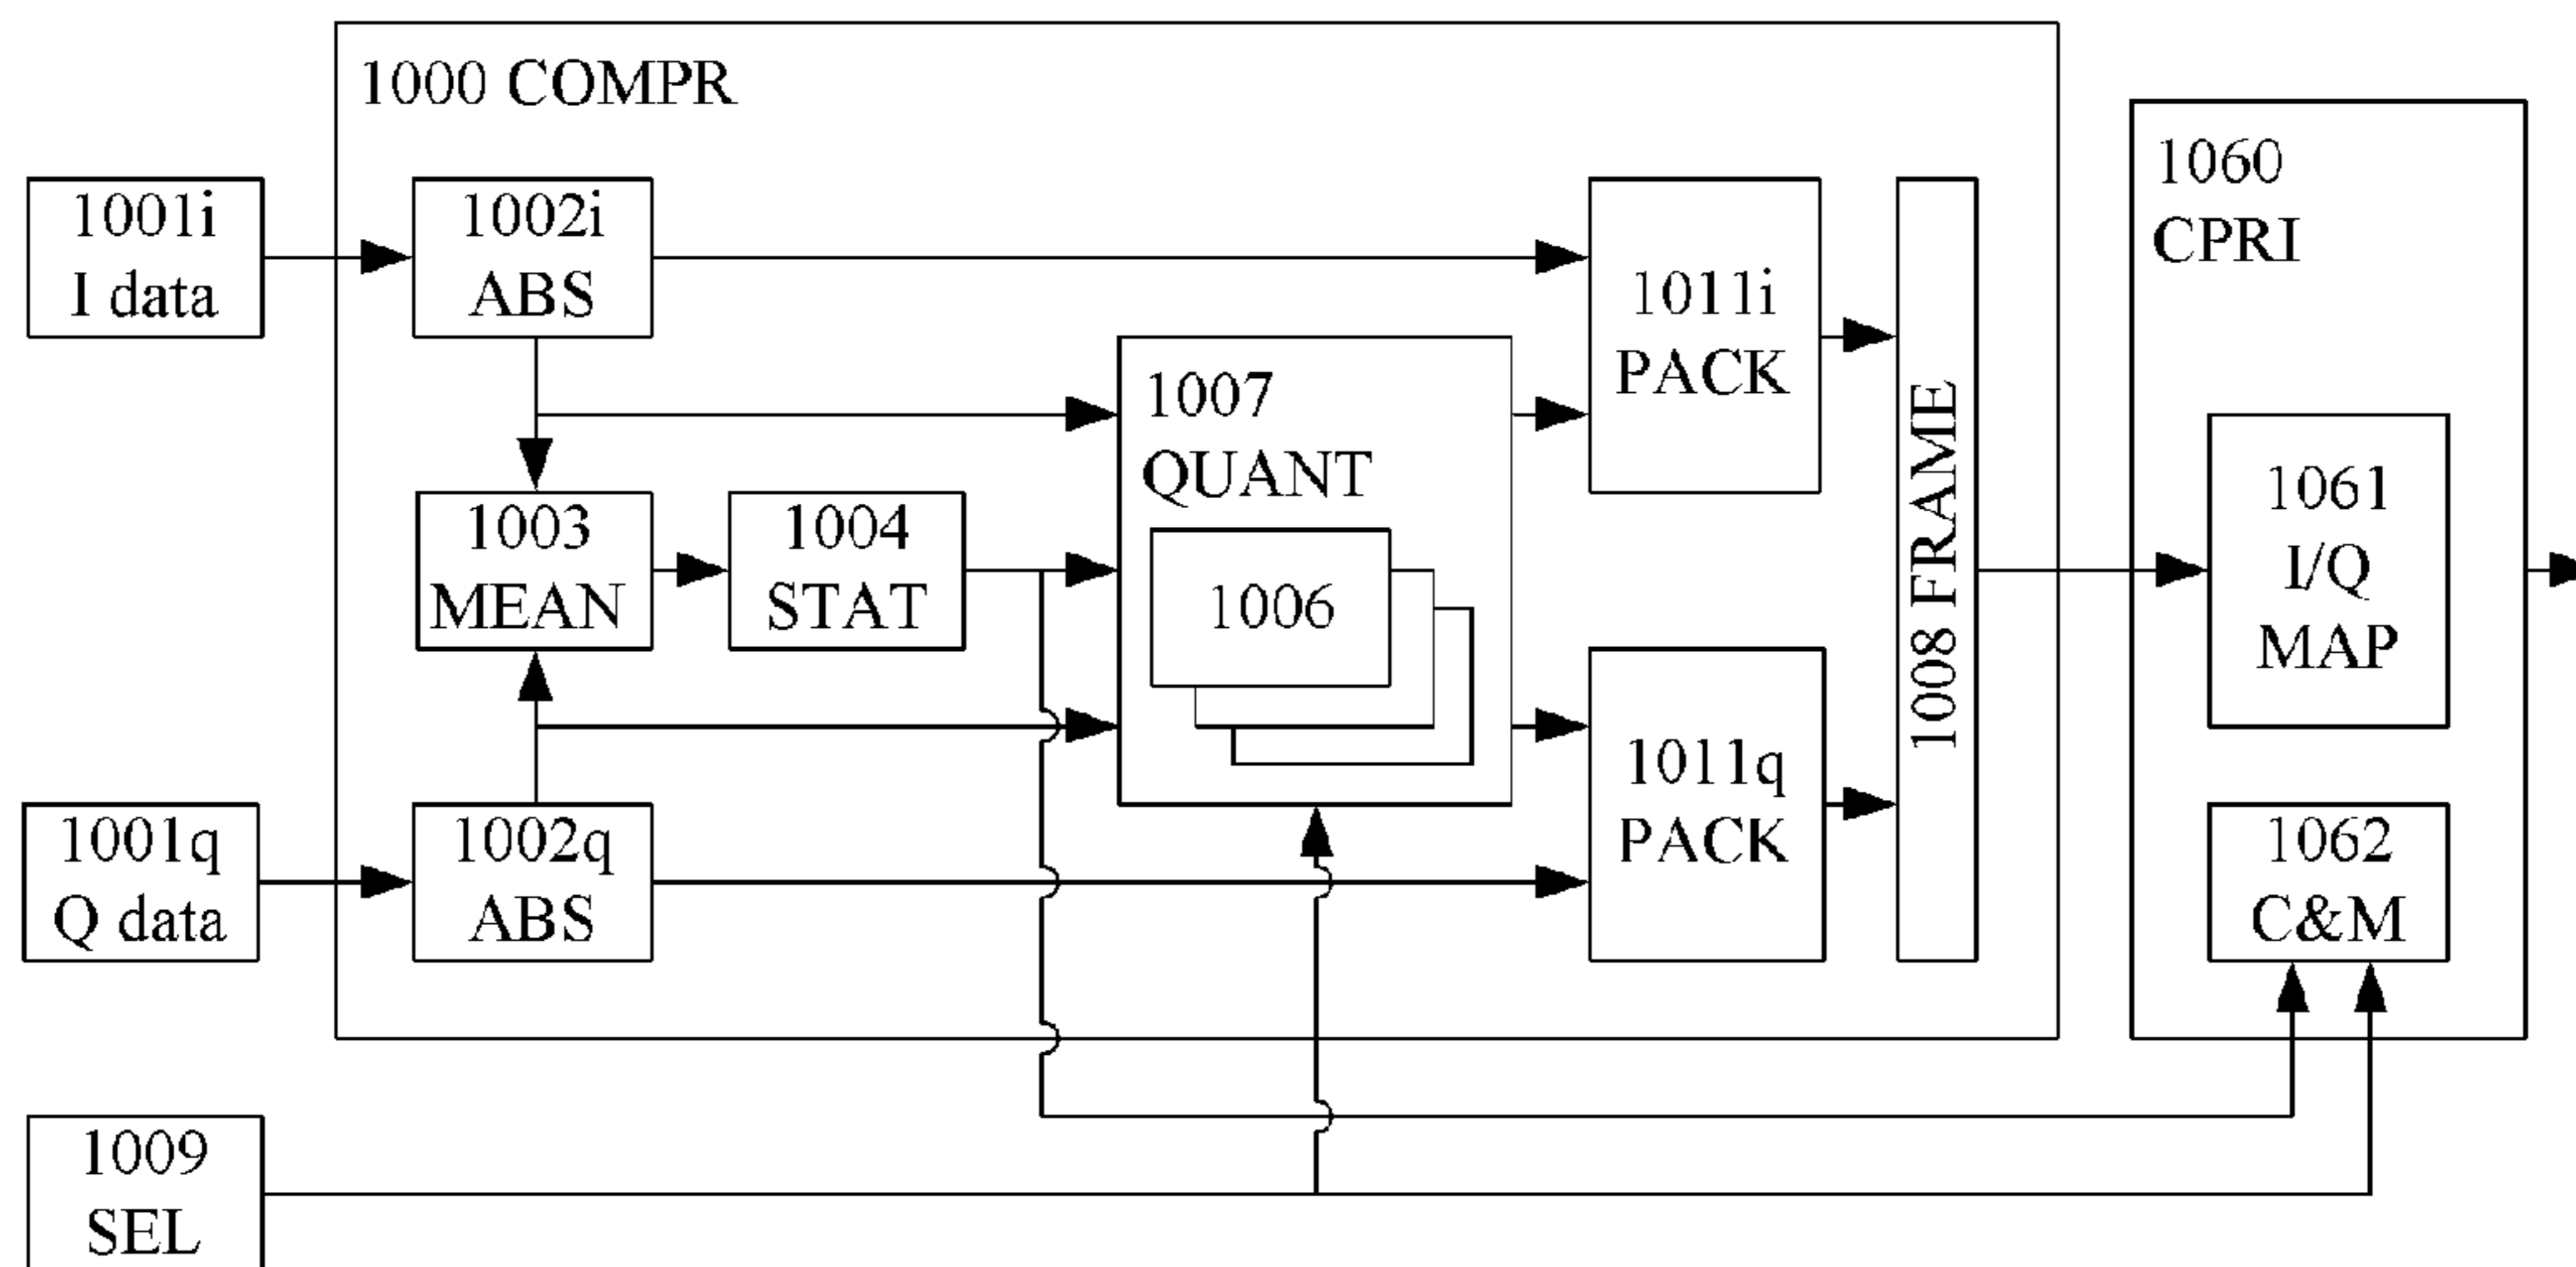 1000 COMPR
1001i
I data
1002i
ABS
1003
MEAN
1004
STAT
1007
QUANT
1006
1011i
PACK
1011q
PACK
1008 FRAME
1001q
Q data
1002q
ABS
1009
SEL
1060
CPRI
1061
I/Q
MAP
1062
C&M